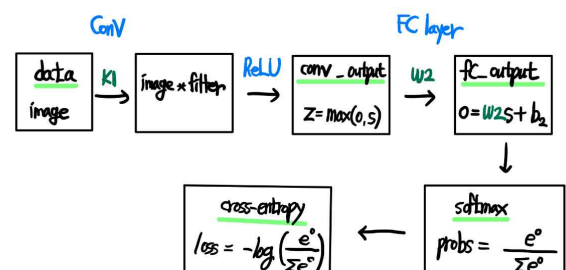 Conv
FC layer
data
image
K1
image * filter
ReLU
conv_output
z = max(0,s)
W2
fc_output
o = W2s + b2
cross-entropy
loss = -log(e^o / Σe^o)
softmax
probs = e^o / Σe^o